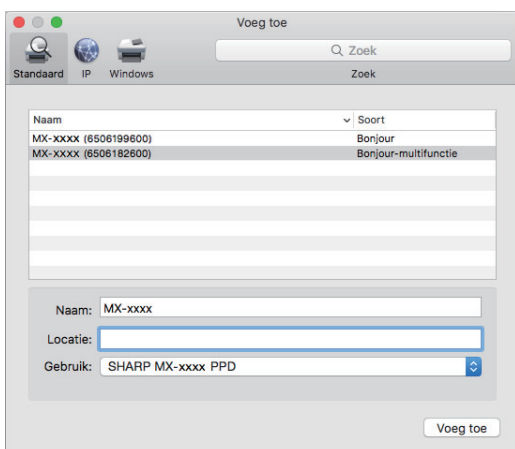 Voeg toe
Zoek
Standaard IP Windows Zoek
Naam Soort
MX-xxxx (6506199600) Bonjour
MX-xxxx (6506182600) Bonjour-multifunctie
Naam: MX-xxxx
Locatie:
Gebruik: SHARP MX-xxxx PPD
Voeg toe